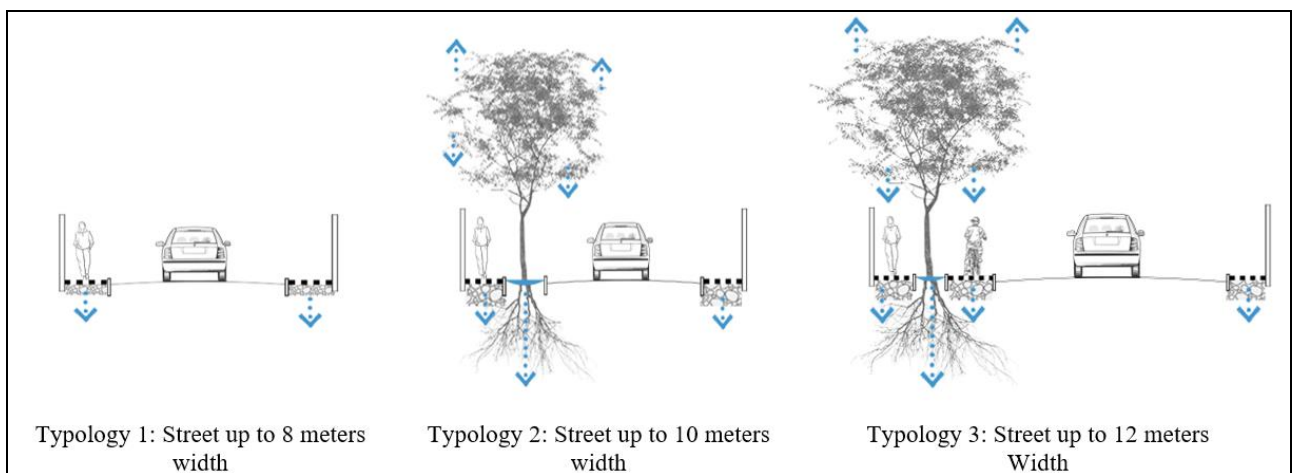 Typology 1: Street up to 8 meters
width
Typology 2: Street up to 10 meters
width
Typology 3: Street up to 12 meters
Width